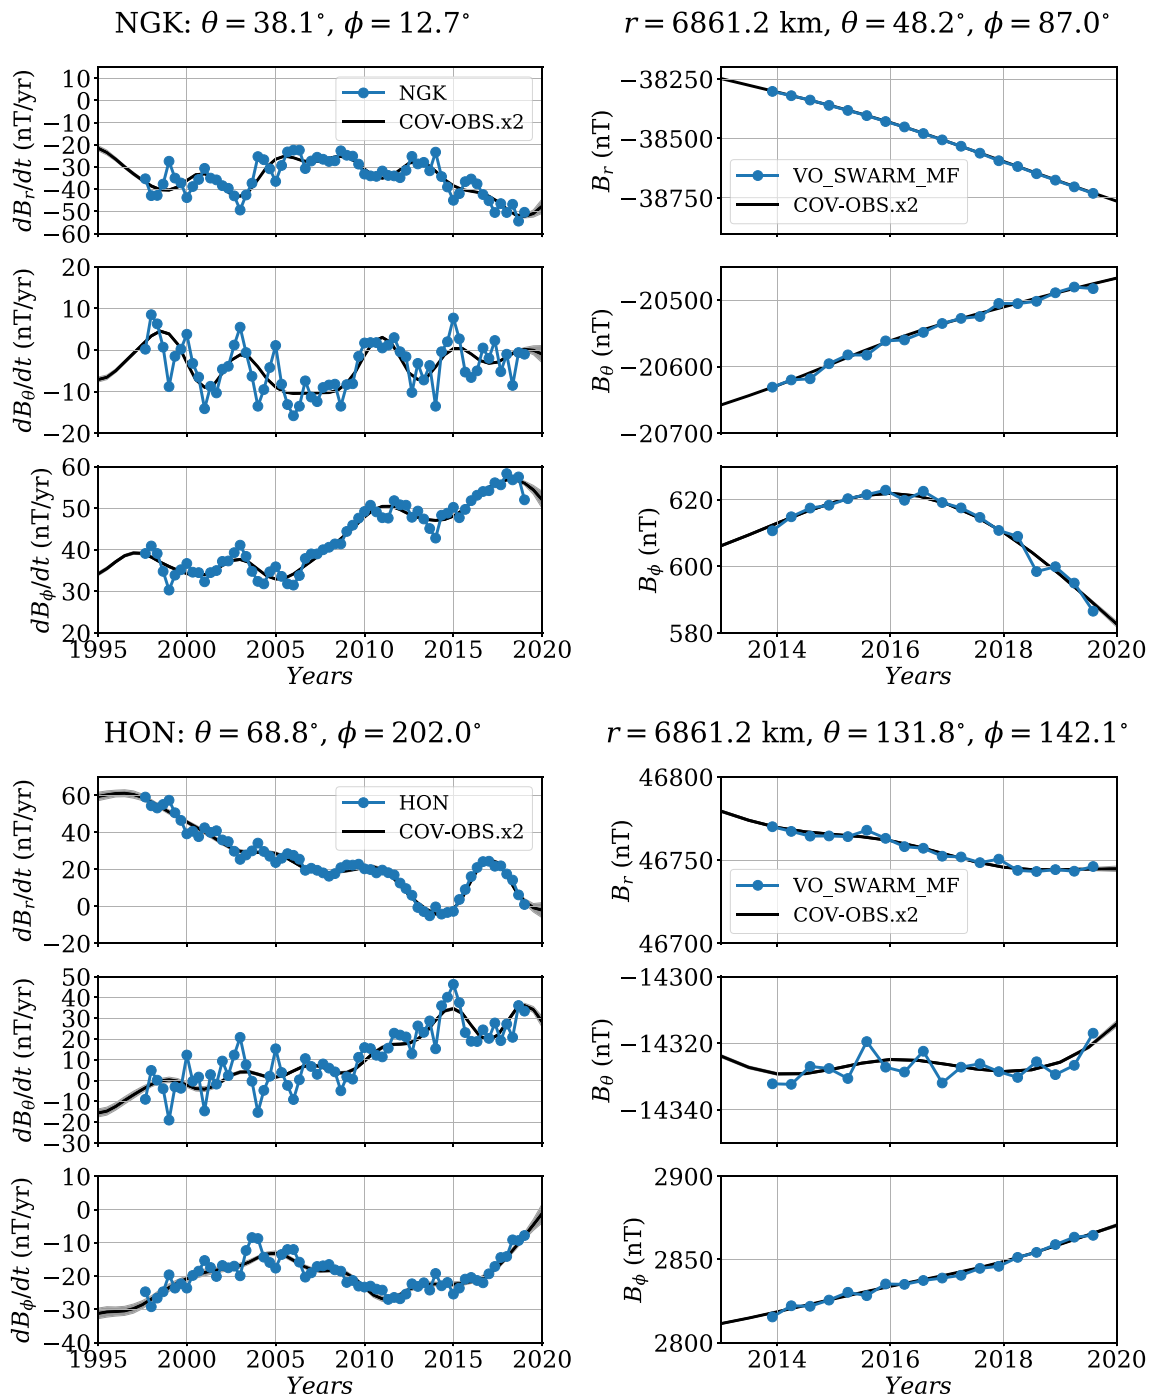 NGK: θ = 38.1°, ϕ = 12.7°
dB_r/dt (nT/yr)
10
0
−10
−20
−30
−40
−50
−60
NGK
COV-OBS.x2
dB_θ/dt (nT/yr)
20
10
0
−10
−20
dB_ϕ/dt (nT/yr)
60
50
40
30
20
1995 2000 2005 2010 2015 2020
Years
r = 6861.2 km, θ = 48.2°, ϕ = 87.0°
B_r (nT)
−38250
−38500
−38750
VO_SWARM_MF
COV-OBS.x2
B_θ (nT)
−20500
−20600
−20700
B_ϕ (nT)
620
600
580
2014 2016 2018 2020
Years
HON: θ = 68.8°, ϕ = 202.0°
dB_r/dt (nT/yr)
60
40
20
0
−20
HON
COV-OBS.x2
dB_θ/dt (nT/yr)
50
40
30
20
10
0
−10
−20
−30
dB_ϕ/dt (nT/yr)
10
0
−10
−20
−30
−40
1995 2000 2005 2010 2015 2020
Years
r = 6861.2 km, θ = 131.8°, ϕ = 142.1°
B_r (nT)
46800
46750
46700
VO_SWARM_MF
COV-OBS.x2
B_θ (nT)
−14300
−14320
−14340
B_ϕ (nT)
2900
2850
2800
2014 2016 2018 2020
Years